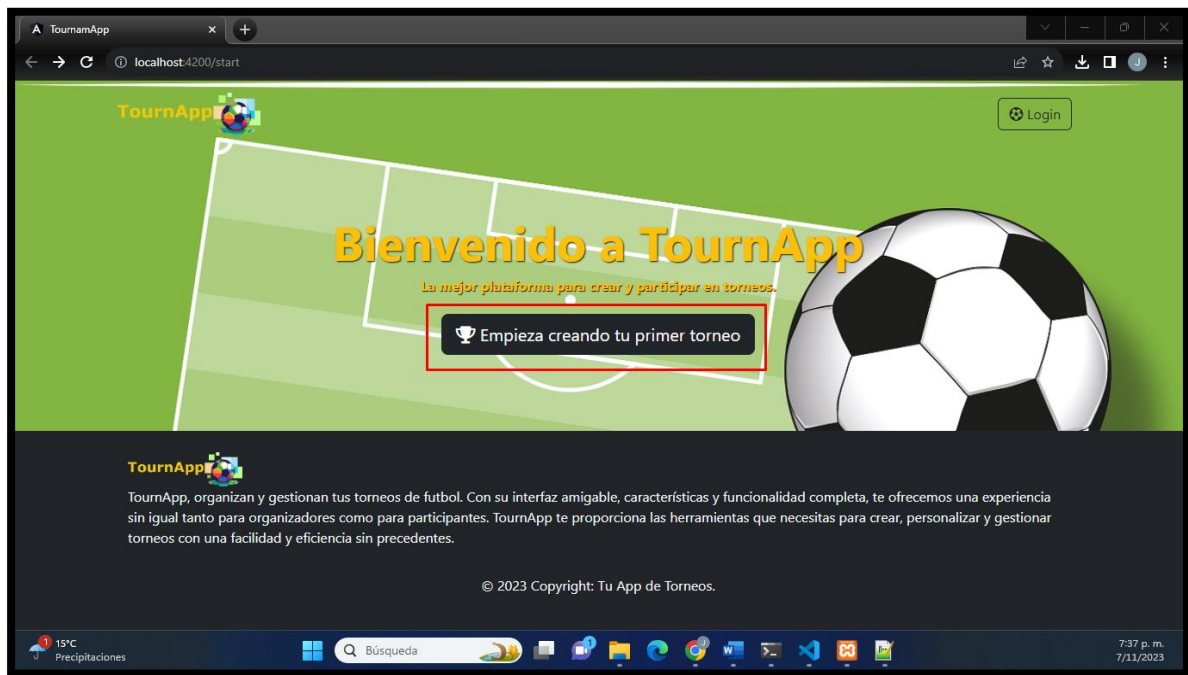 TournamApp
localhost:4200/start
TournApp
Login
Bienvenido a TournApp
La mejor plataforma para crear y participar en torneos.
Empieza creando tu primer torneo
TournApp
TournApp, organizan y gestionan tus torneos de futbol. Con su interfaz amigable, características y funcionalidad completa, te ofrecemos una experiencia
sin igual tanto para organizadores como para participantes. TournApp te proporciona las herramientas que necesitas para crear, personalizar y gestionar
torneos con una facilidad y eficiencia sin precedentes.
© 2023 Copyright: Tu App de Torneos.
1
15°C
Precipitaciones
Búsqueda
7:37 p. m.
7/11/2023